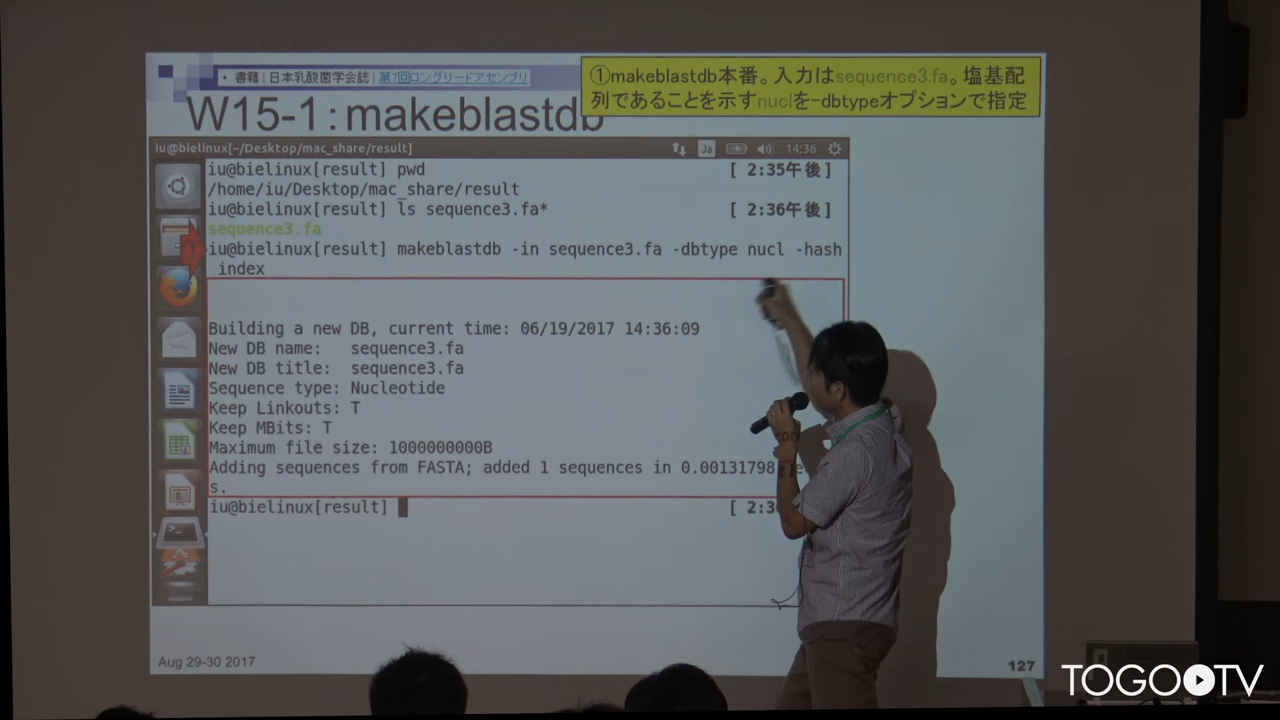 ・書籍 | 日本乳酸菌学会誌 | 第7回ロングリードアセンブリ
①makeblastdb本番。入力はsequence3.fa。塩基配
列であることを示すnuclを-dbtypeオプションで指定
W15-1：makeblastdb
iu@bielinux[~/Desktop/mac_share/result]
Ja
14:36
iu@bielinux[result] pwd [ 2:35午後]
/home/iu/Desktop/mac_share/result
iu@bielinux[result] ls sequence3.fa* [ 2:36午後]
sequence3.fa
iu@bielinux[result] makeblastdb -in sequence3.fa -dbtype nucl -hash
_index
Building a new DB, current time: 06/19/2017 14:36:09
New DB name: sequence3.fa
New DB title: sequence3.fa
Sequence type: Nucleotide
Keep Linkouts: T
Keep MBits: T
Maximum file size: 1000000000B
Adding sequences from FASTA; added 1 sequences in 0.00131798
s.
iu@bielinux[result] [ 2:3
Aug 29-30 2017
127
TOGO TV